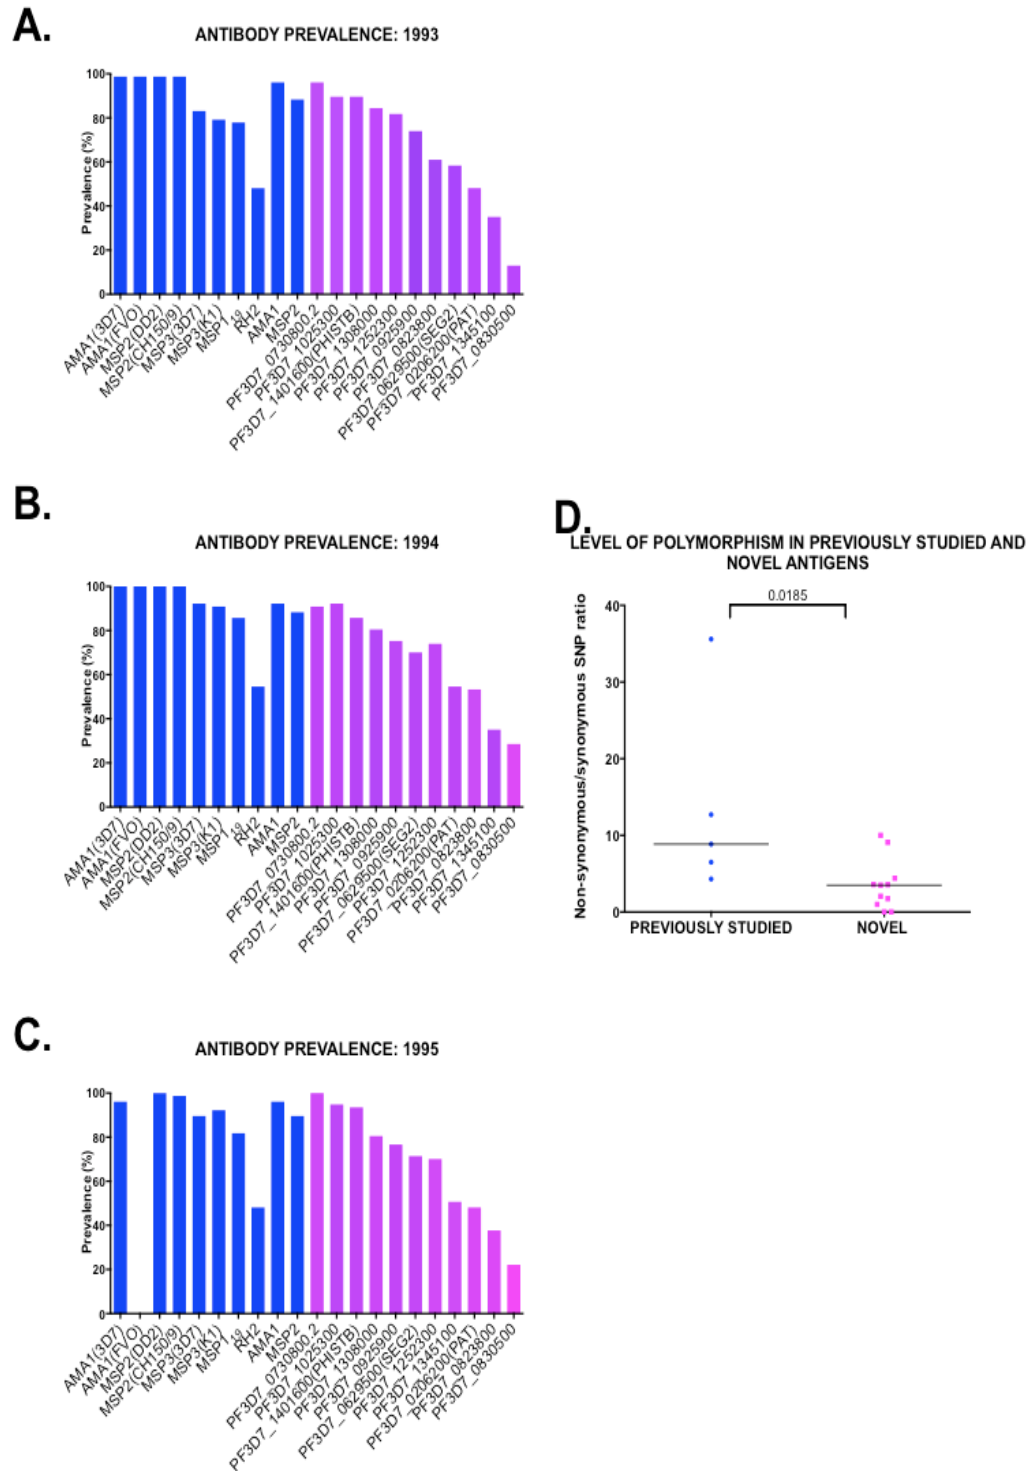 A.
ANTIBODY PREVALENCE: 1993
Prevalence (%)
100
80
60
40
20
0
AMA1(3D7)
AMA1(FVO)
MSP2(DD2)
MSP2(CH150/9)
MSP3(3D7)
MSP3(K1)
MSP1_19
RH2
AMA1
MSP2
PF3D7_0730800.2
PF3D7_1025300
PF3D7_1401600(PHISTB)
PF3D7_1308000
PF3D7_1252300
PF3D7_0925900
PF3D7_0823800
PF3D7_0629500(SEG2)
PF3D7_0206200(PAT)
PF3D7_1345100
PF3D7_0830500
B.
ANTIBODY PREVALENCE: 1994
Prevalence (%)
100
80
60
40
20
0
AMA1(3D7)
AMA1(FVO)
MSP2(DD2)
MSP2(CH150/9)
MSP3(3D7)
MSP3(K1)
MSP1_19
RH2
AMA1
MSP2
PF3D7_0730800.2
PF3D7_1025300
PF3D7_1401600(PHISTB)
PF3D7_1308000
PF3D7_0925900
PF3D7_0629500(SEG2)
PF3D7_1252300
PF3D7_0206200(PAT)
PF3D7_0823800
PF3D7_1345100
PF3D7_0830500
D.
LEVEL OF POLYMORPHISM IN PREVIOUSLY STUDIED AND
NOVEL ANTIGENS
0.0185
Non-synonymous/synonymous SNP ratio
40
30
20
10
0
PREVIOUSLY STUDIED
NOVEL
C.
ANTIBODY PREVALENCE: 1995
Prevalence (%)
100
80
60
40
20
0
AMA1(3D7)
AMA1(FVO)
MSP2(DD2)
MSP2(CH150/9)
MSP3(3D7)
MSP3(K1)
MSP1_19
RH2
AMA1
MSP2
PF3D7_0730800.2
PF3D7_1025300
PF3D7_1401600(PHISTB)
PF3D7_1308000
PF3D7_0925900
PF3D7_0629500(SEG2)
PF3D7_1252300
PF3D7_1345100
PF3D7_0206200(PAT)
PF3D7_0823800
PF3D7_0830500